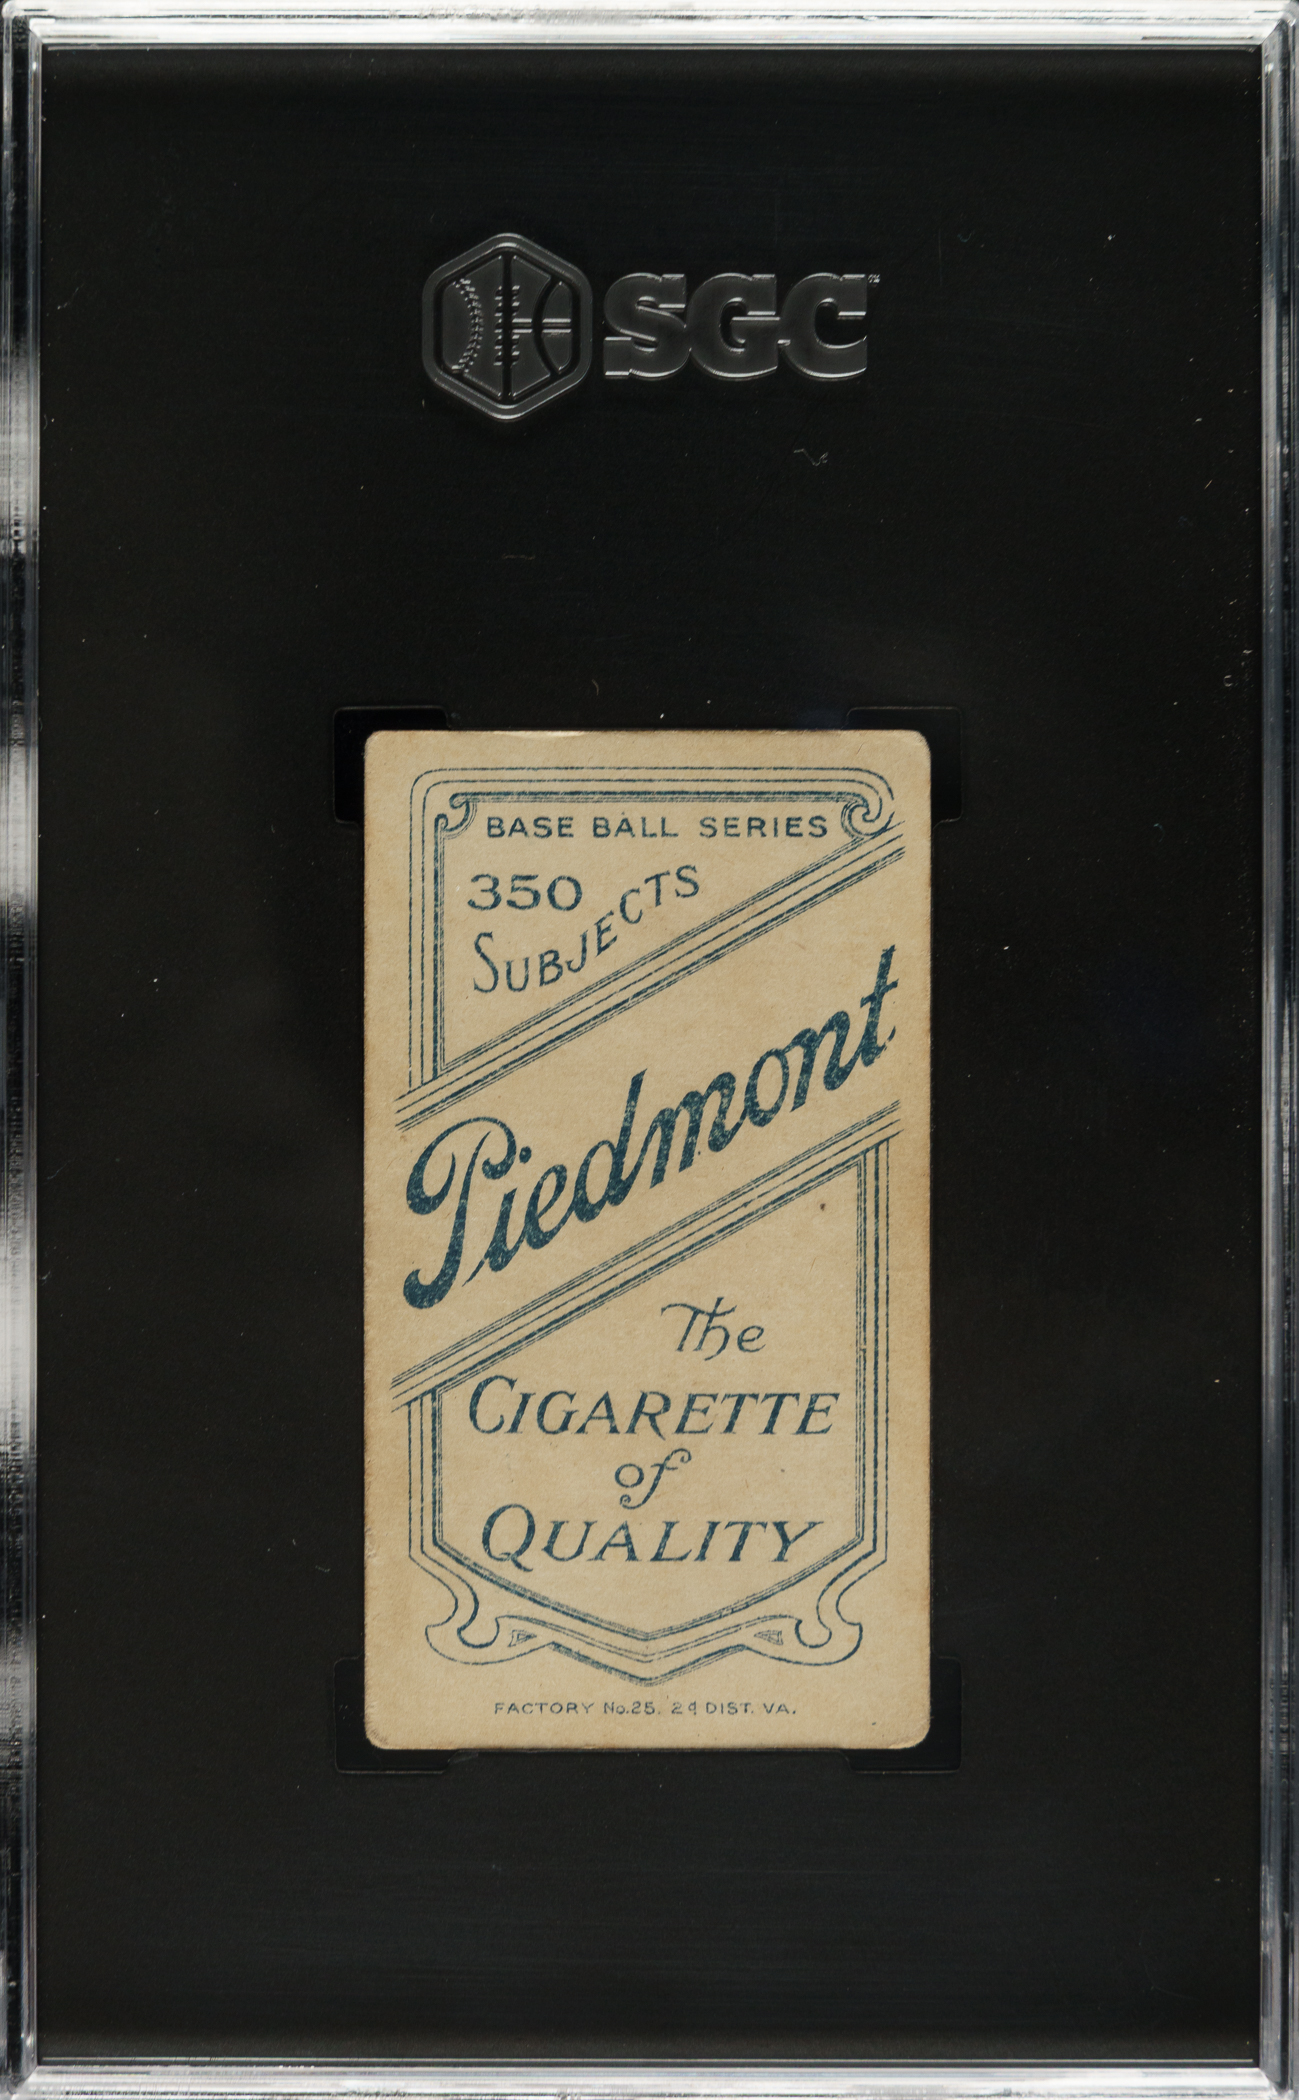 SGC
BASE BALL SERIES
350
SUBJECTS
Piedmont
The
CIGARETTE
of
QUALITY
FACTORY No.25. 2d DIST. VA.